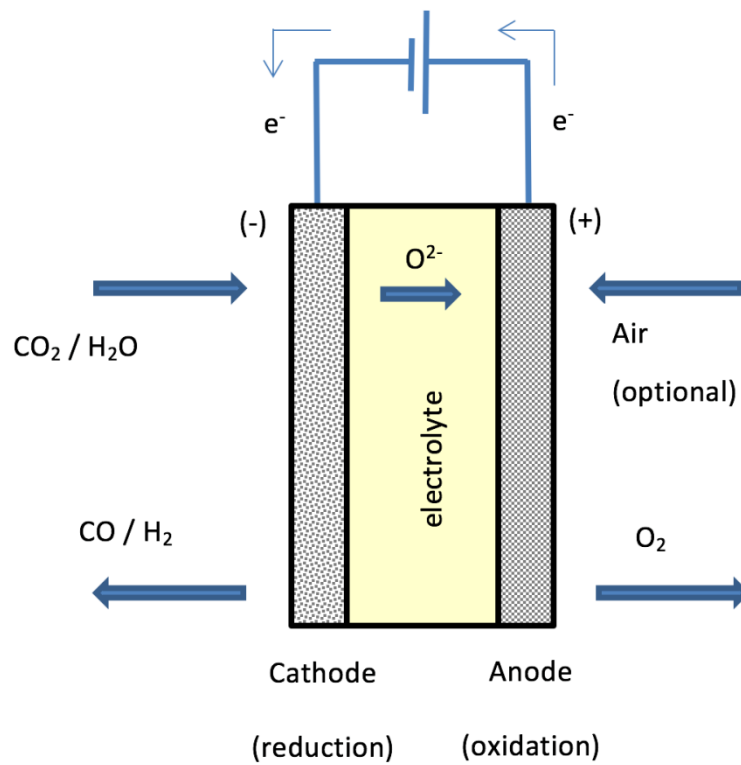 e⁻
e⁻
(-)
(+)
O²⁻
CO₂ / H₂O
Air
(optional)
electrolyte
CO / H₂
O₂
Cathode
(reduction)
Anode
(oxidation)